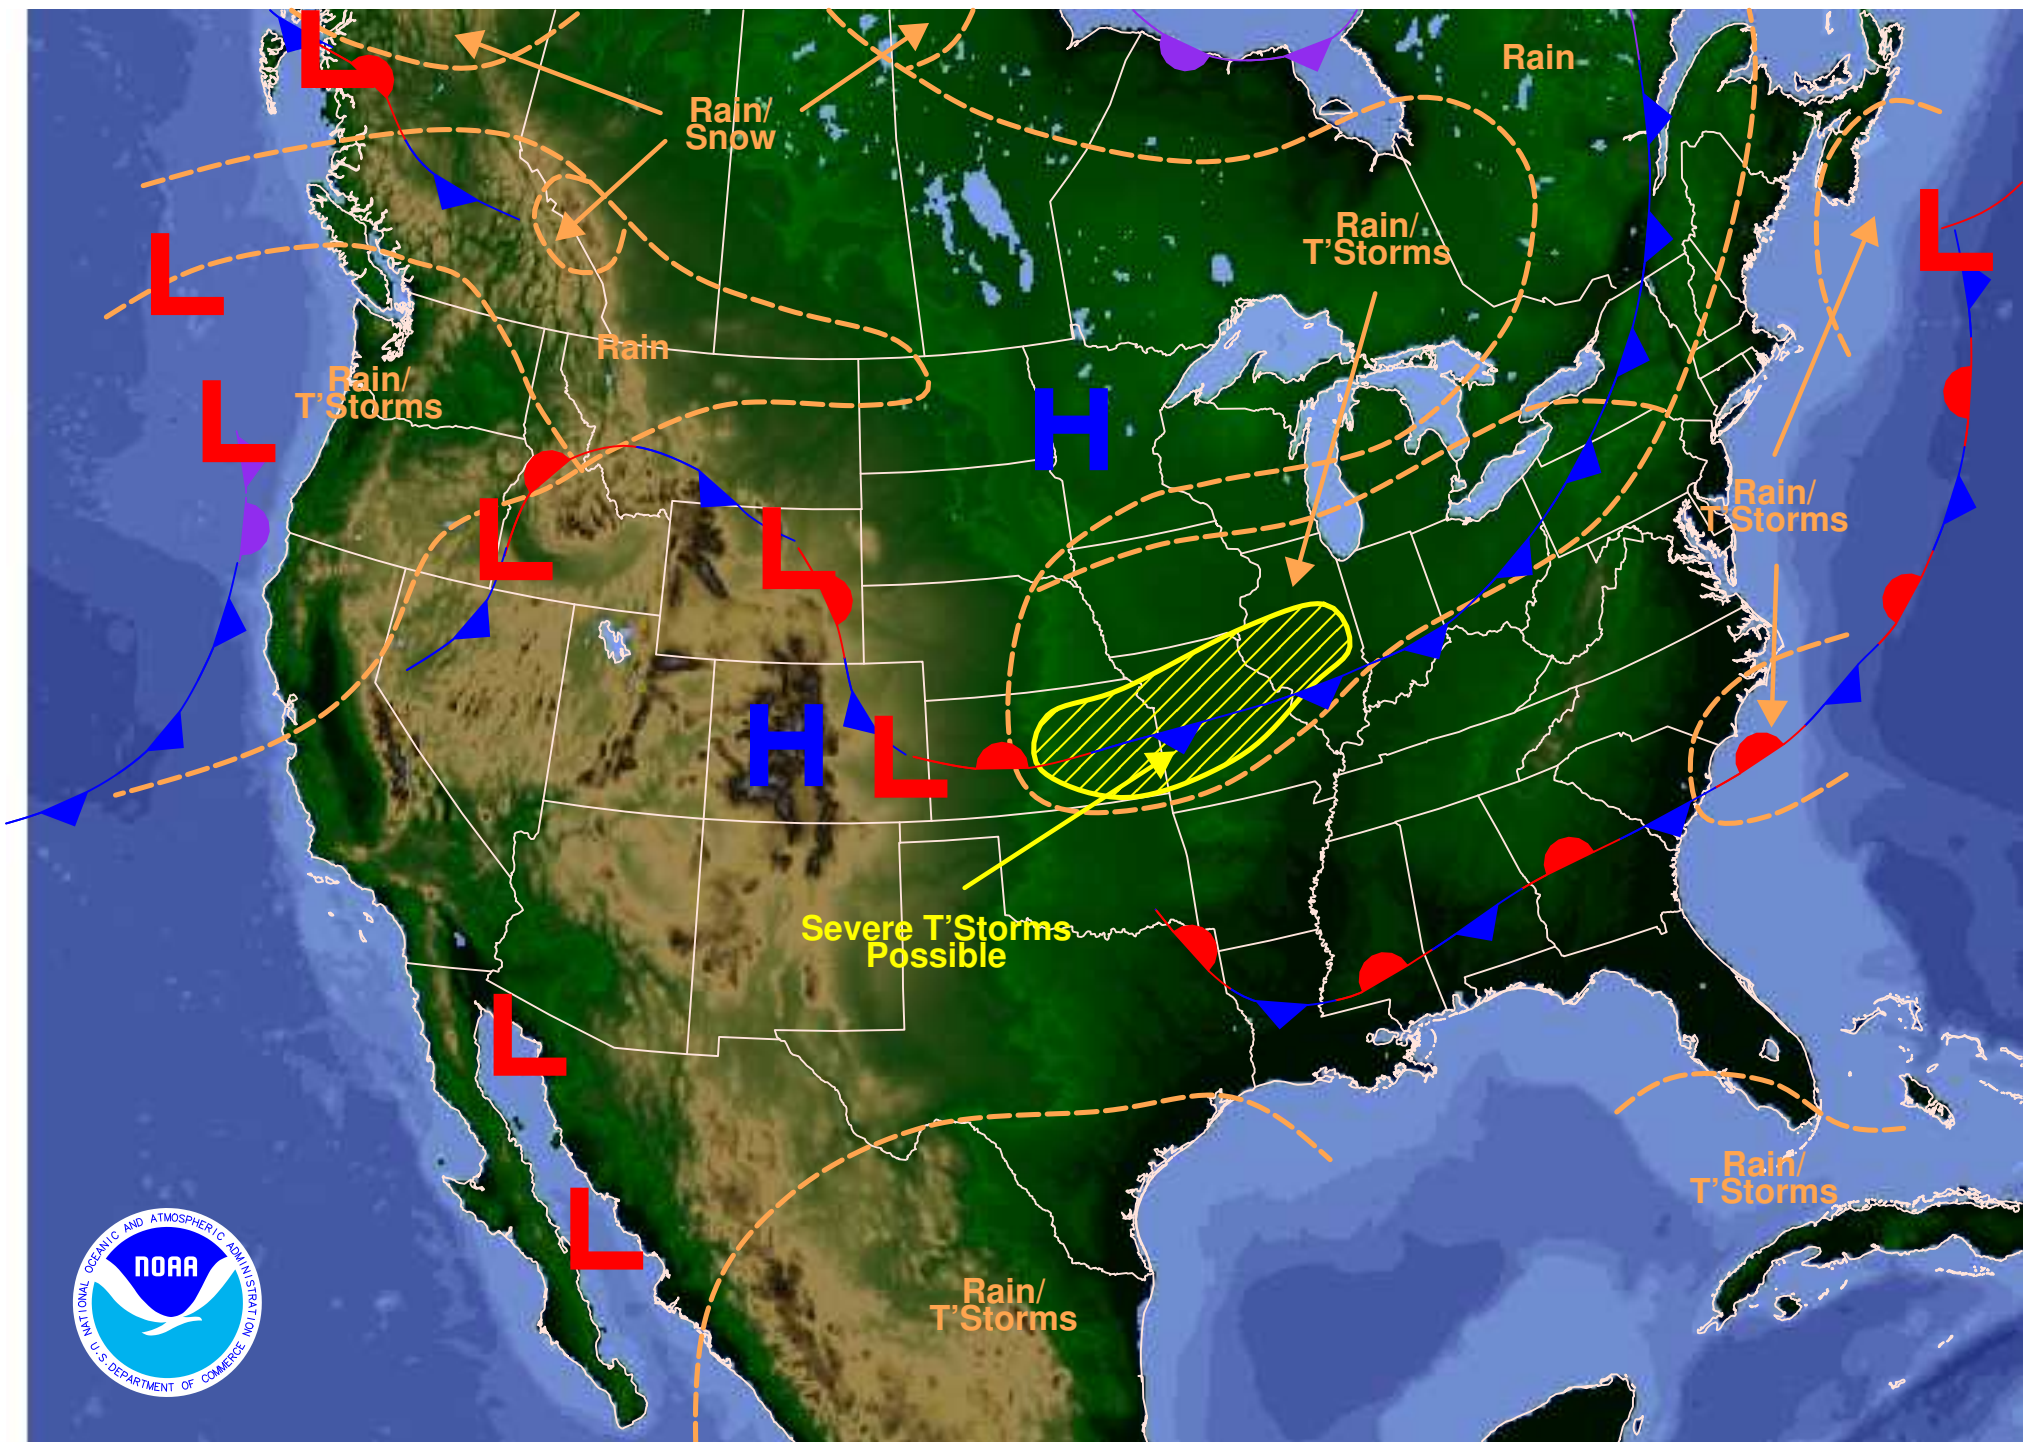 L
Rain
Rain/
Snow
L
Rain/
T'Storms
L
Rain
Rain/
T'Storms
L
H
L
L
Rain/
T'Storms
H
L
Severe T'Storms
Possible
L
Rain/
T'Storms
L
Rain/
T'Storms
NOAA
NATIONAL OCEANIC AND ATMOSPHERIC ADMINISTRATION
U.S. DEPARTMENT OF COMMERCE